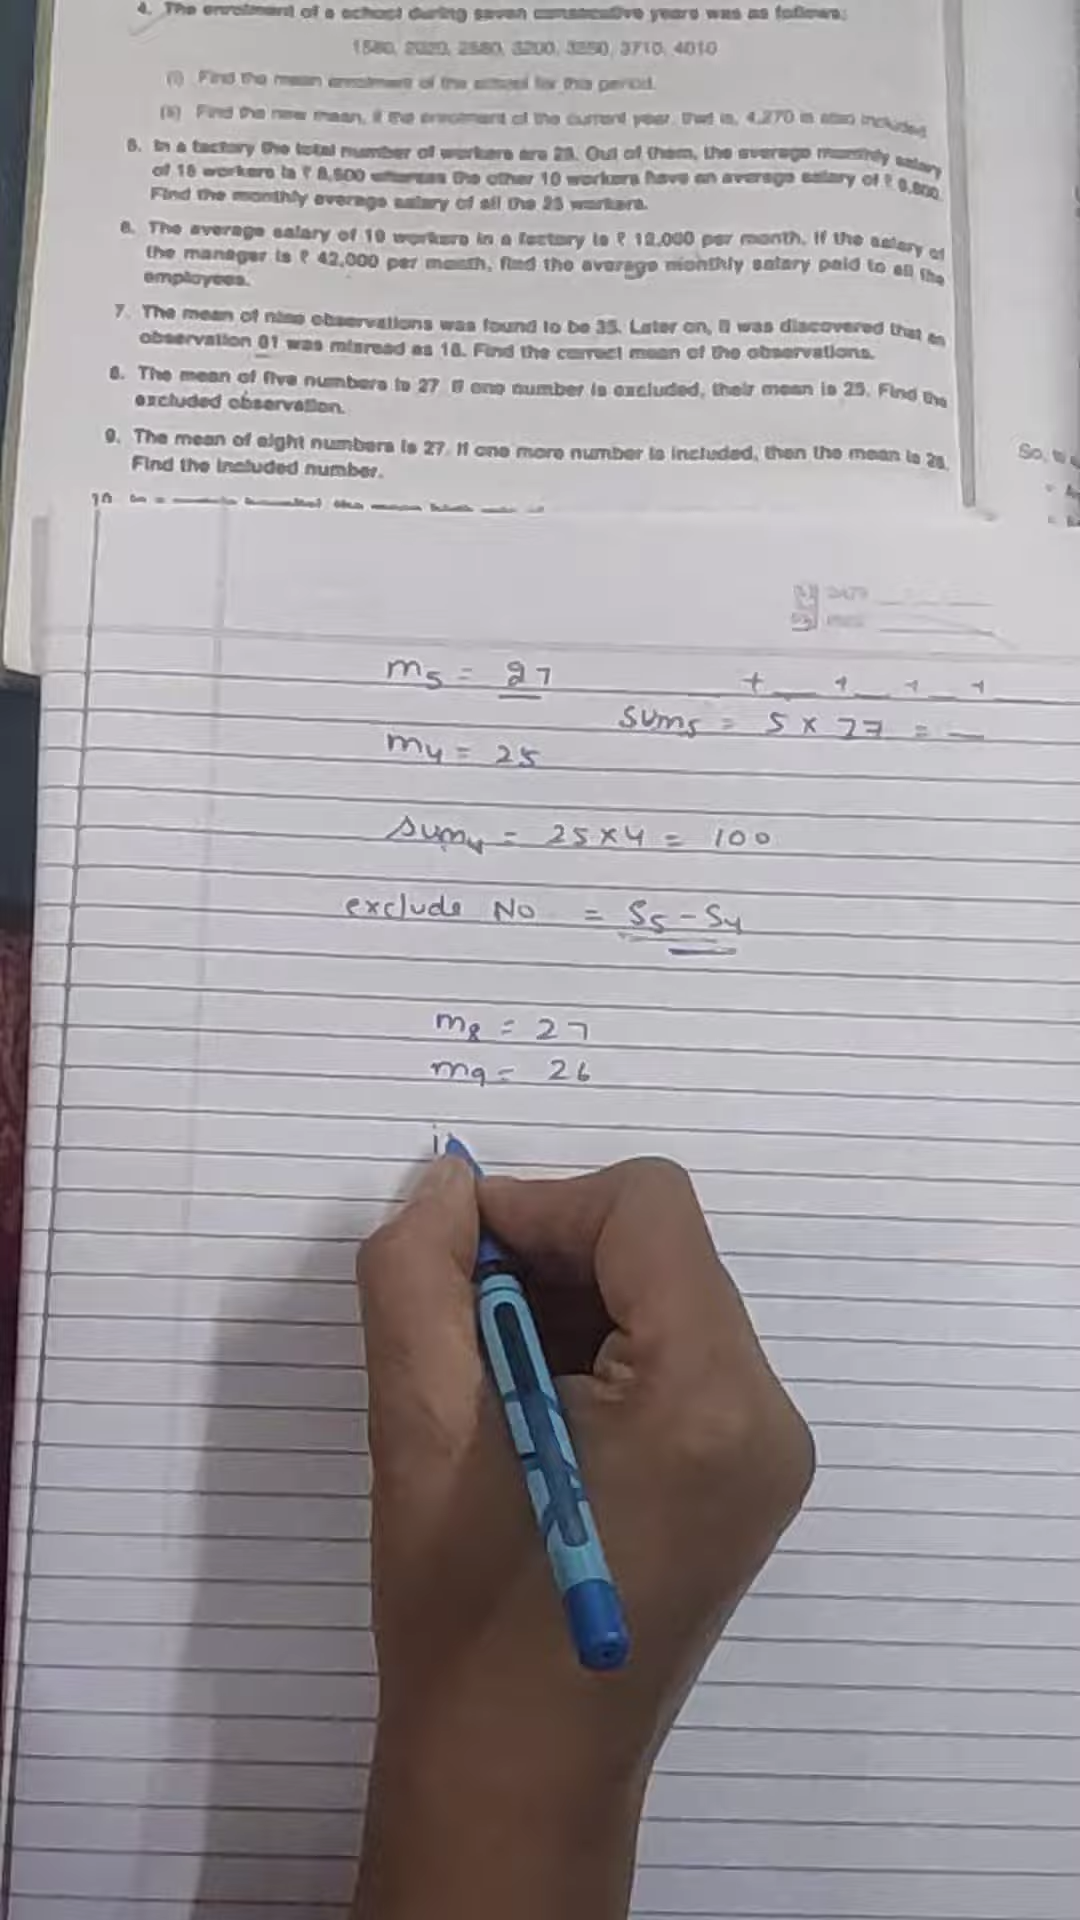 4. The enrolment of a school during seven consecutive years was as follows:
1580, 2020, 2580, 3200, 3250, 3710, 4010
(i) Find the mean enrolment of the school for this period.
(ii) Find the new mean, if the enrolment of the current year, that is, 4,270 is also included
5. In a factory the total number of workers are 28. Out of them, the average monthly salary
of 18 workers is ₹ 8,500 whereas the other 10 workers have an average salary of ₹
Find the monthly average salary of all the workers.
6. The average salary of 10 workers in a factory is ₹ 12,000 per month. If the salary of
the manager is ₹ 42,000 per month, find the average monthly salary paid to all the
employees.
7. The mean of nine observations was found to be 35. Later on, it was discovered that an
observation 81 was misread as 18. Find the correct mean of the observations.
8. The mean of five numbers is 27. If one number is excluded, their mean is 25. Find the
excluded observation.
9. The mean of eight numbers is 27. If one more number is included, then the mean is 26.
Find the included number.
So,
DATE
m5 = 27
+ __ + __ + __ +
sum5 = 5 x 27 = __
m4 = 25
sum4 = 25 x 4 = 100
exclude No = S5 - S4
m8 = 27
m9 = 26